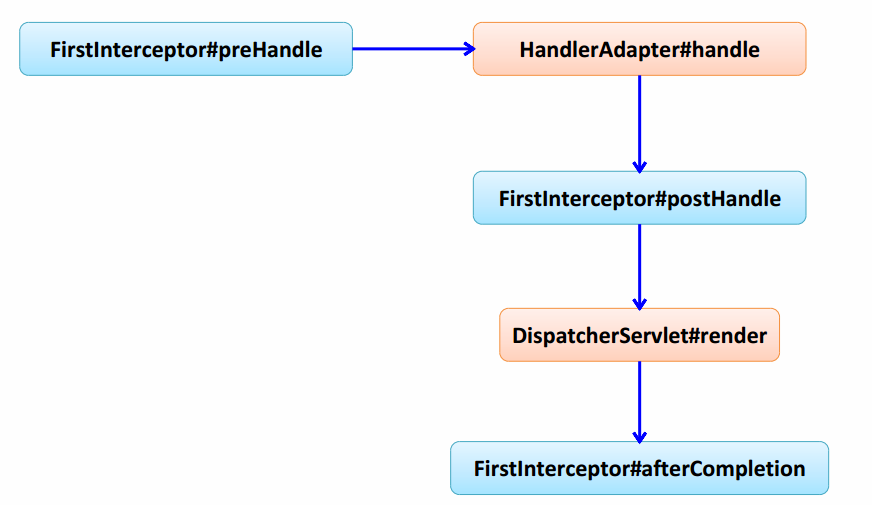 FirstInterceptor#preHandle
HandlerAdapter#handle
FirstInterceptor#postHandle
DispatcherServlet#render
FirstInterceptor#afterCompletion